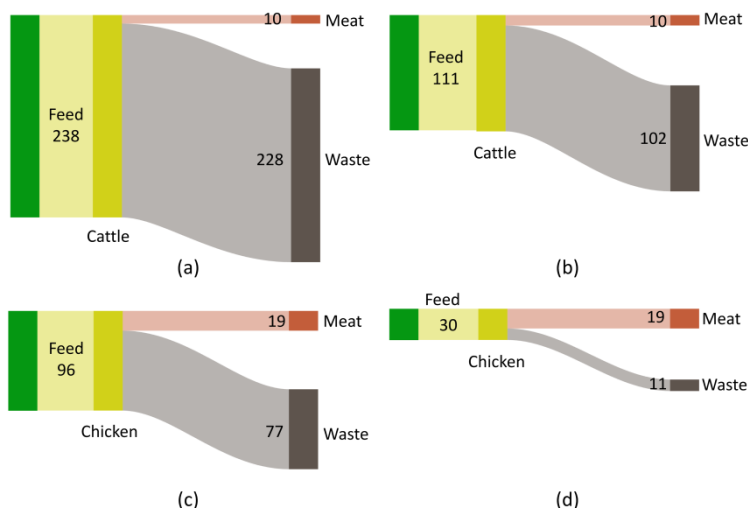 10 Meat
Feed
238
228 Waste
Cattle
(a)
10 Meat
Feed
111
102 Waste
Cattle
(b)
19 Meat
Feed
96
77 Waste
Chicken
(c)
Feed
30
19 Meat
Chicken
11 Waste
(d)